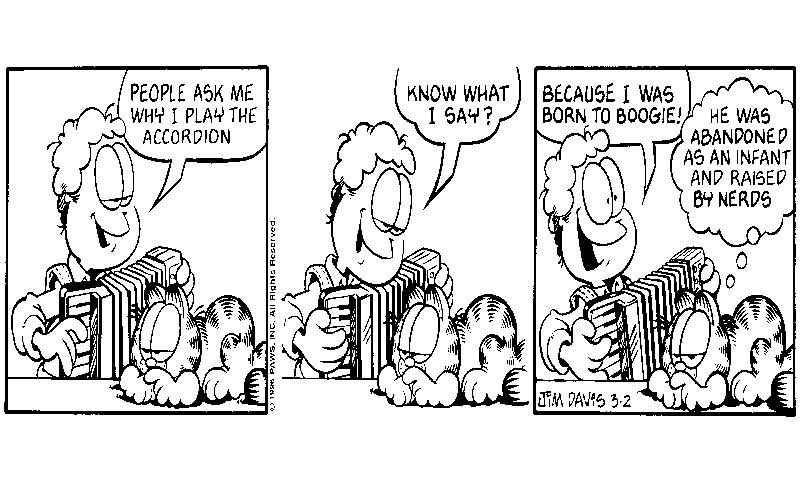 PEOPLE ASK ME
WHY I PLAY THE
ACCORDION
© 1996 PAWS, INC. All Rights Reserved.
KNOW WHAT
I SAY?
BECAUSE I WAS
BORN TO BOOGIE!
HE WAS
ABANDONED
AS AN INFANT
AND RAISED
BY NERDS
JIM DAVIS 3-2